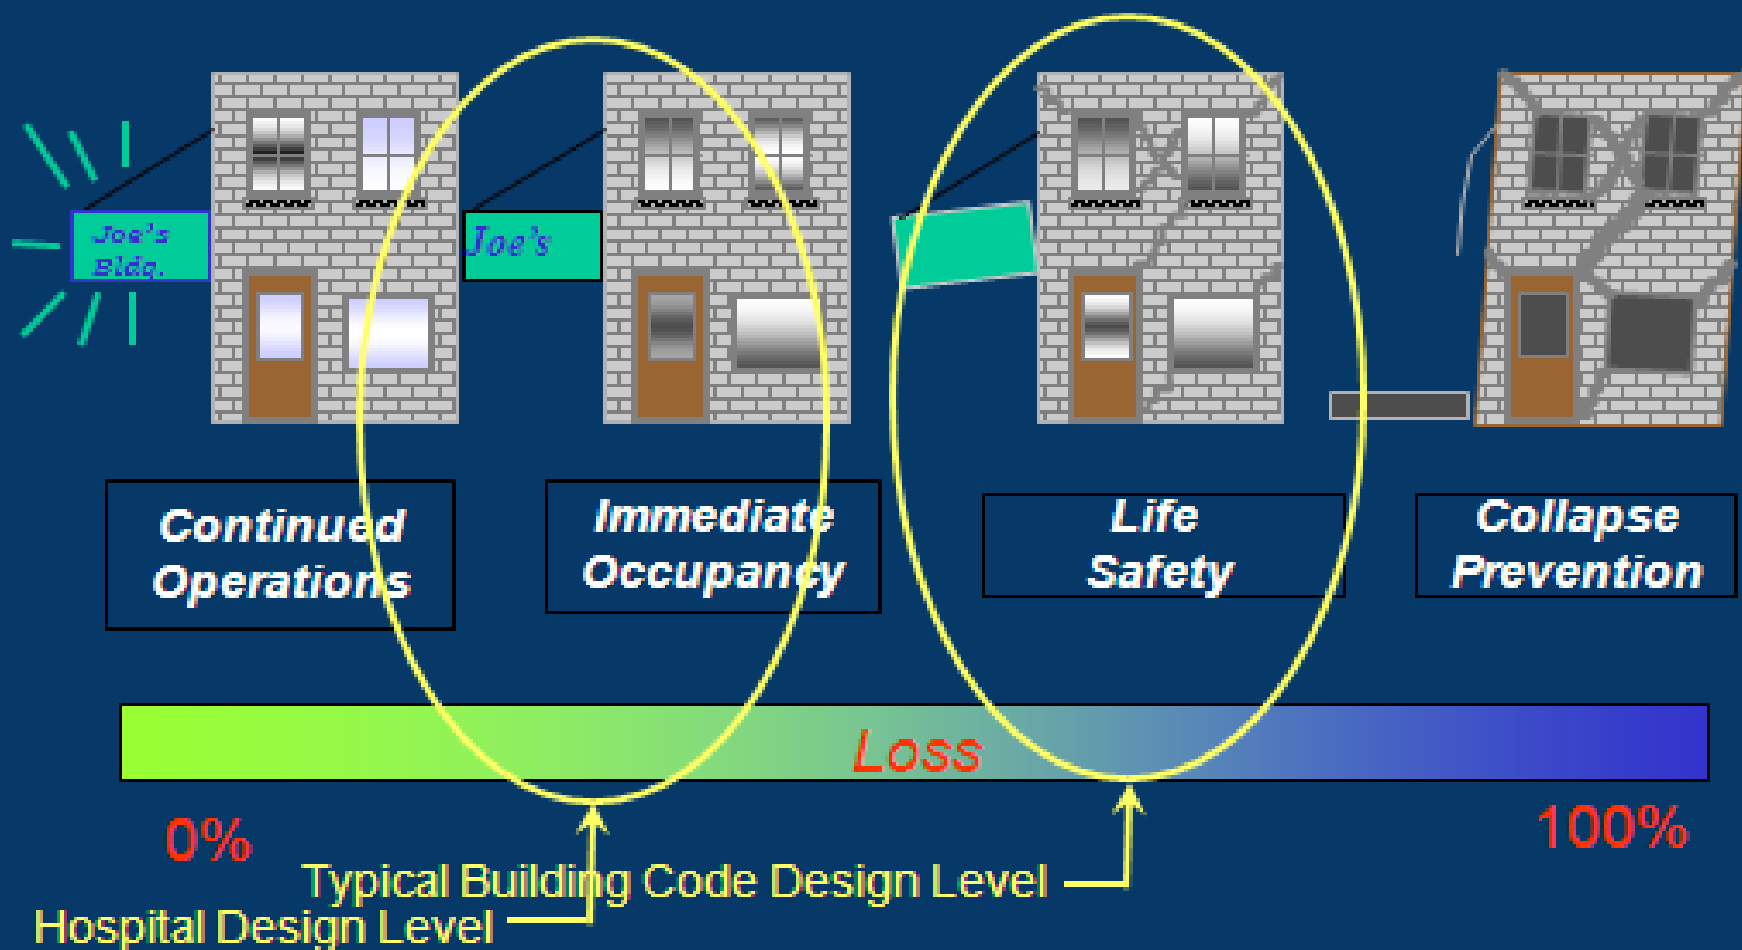 Joe's
Bldg.
Joe's
Continued
Operations
Immediate
Occupancy
Life
Safety
Collapse
Prevention
Loss
0%
100%
Typical Building Code Design Level
Hospital Design Level